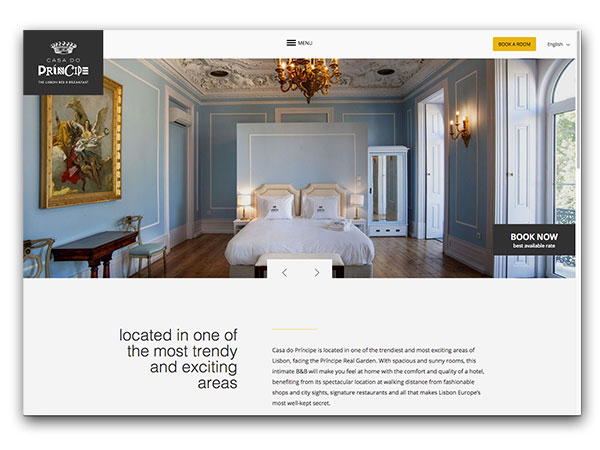 CASA DO
PRÍNCIPE
THE LISBON BED & BREAKFAST
MENU
BOOK A ROOM
English
BOOK NOW
best available rate
located in one of
the most trendy
and exciting
areas
Casa do Príncipe is located in one of the trendiest and most exciting areas of
Lisbon, facing the Príncipe Real Garden. With spacious and sunny rooms, this
intimate B&B will make you feel at home with the comfort and quality of a hotel,
benefiting from its spectacular location at walking distance from fashionable
shops and city sights, signature restaurants and all that makes Lisbon Europe's
most well-kept secret.